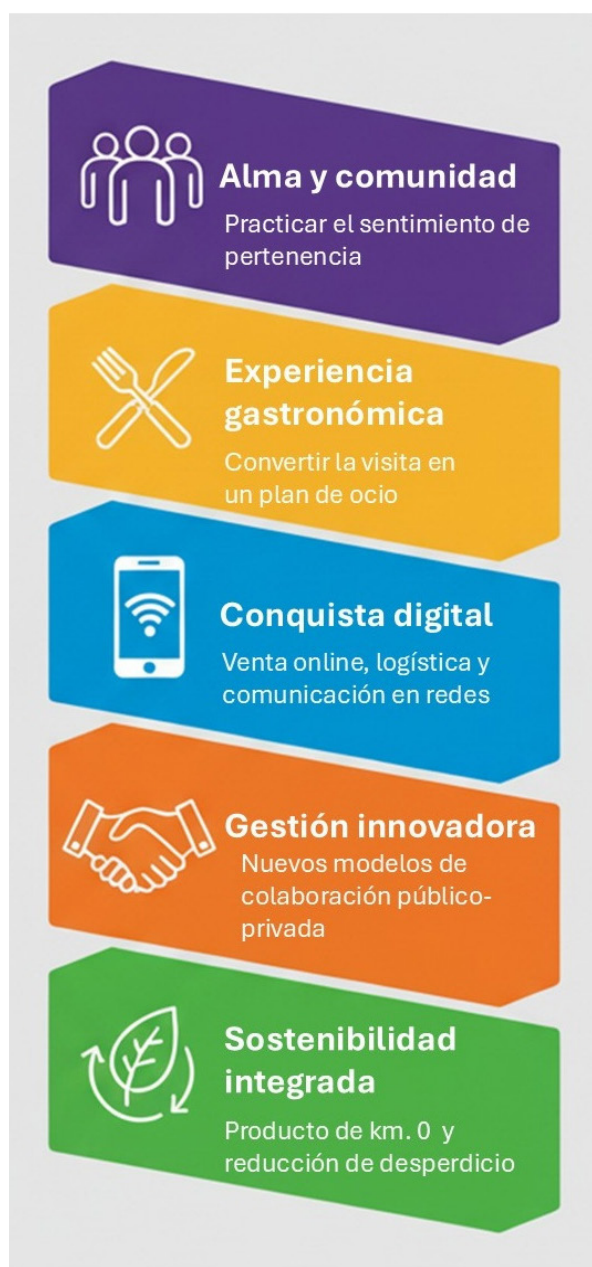 Alma y comunidad
Practicar el sentimiento de
pertenencia
Experiencia
gastronómica
Convertir la visita en
un plan de ocio
Conquista digital
Venta online, logística y
comunicación en redes
Gestión innovadora
Nuevos modelos de
colaboración público-
privada
Sostenibilidad
integrada
Producto de km. 0 y
reducción de desperdicio